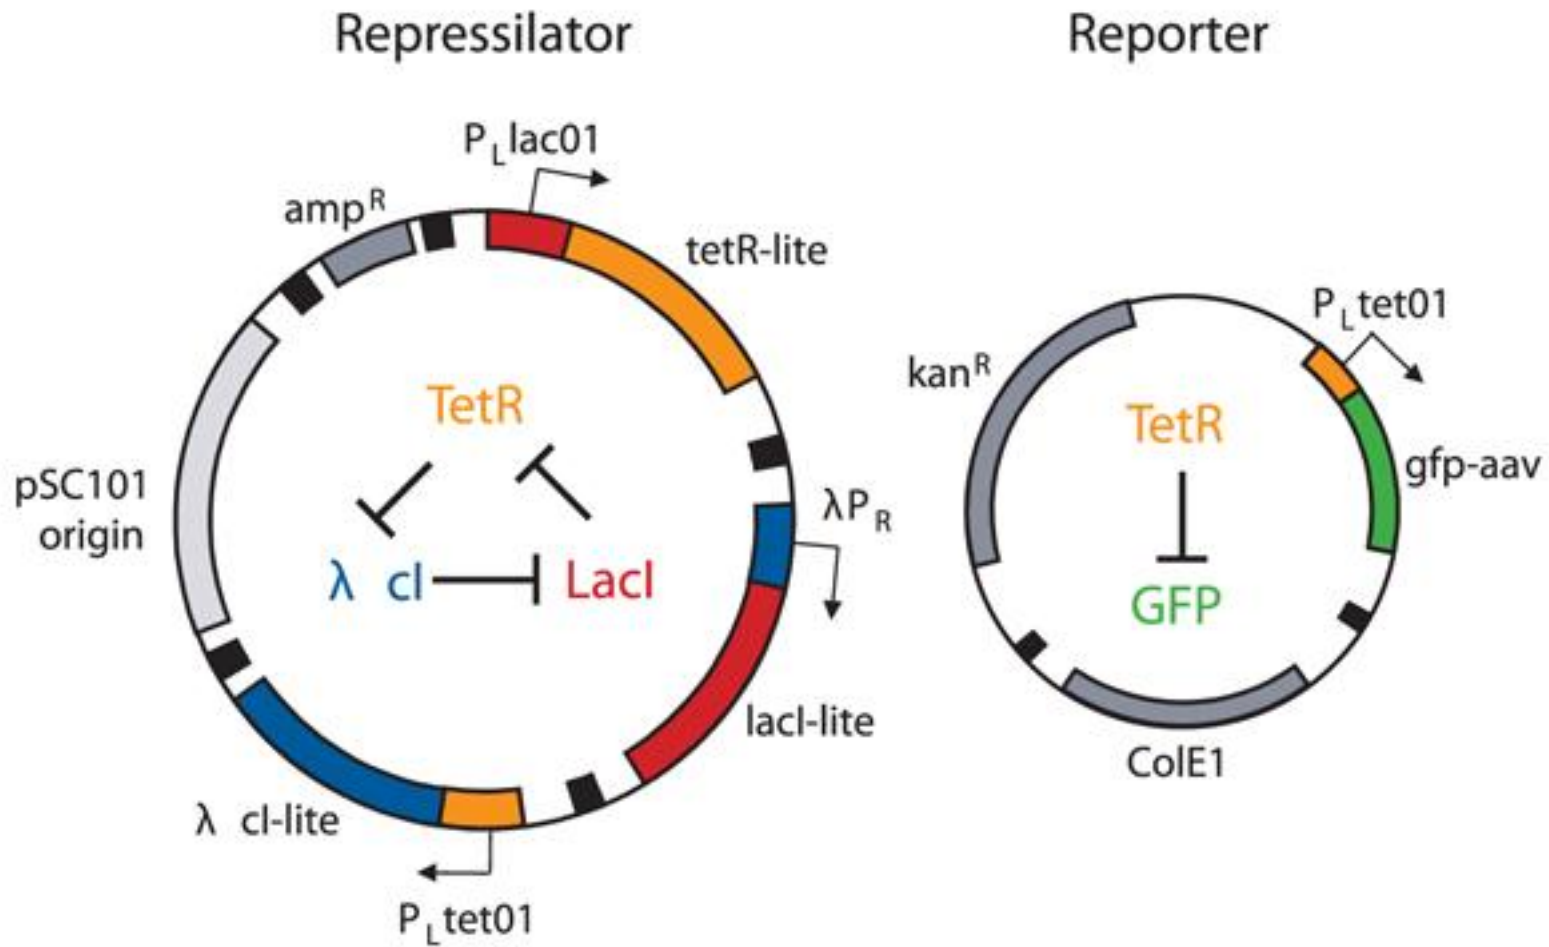 Repressilator
Reporter
PLlac01
ampR
tetR-lite
PLtet01
kanR
TetR
TetR
gfp-aav
pSC101
origin
λPR
λ cI
LacI
GFP
lacI-lite
ColE1
λ cI-lite
PLtet01